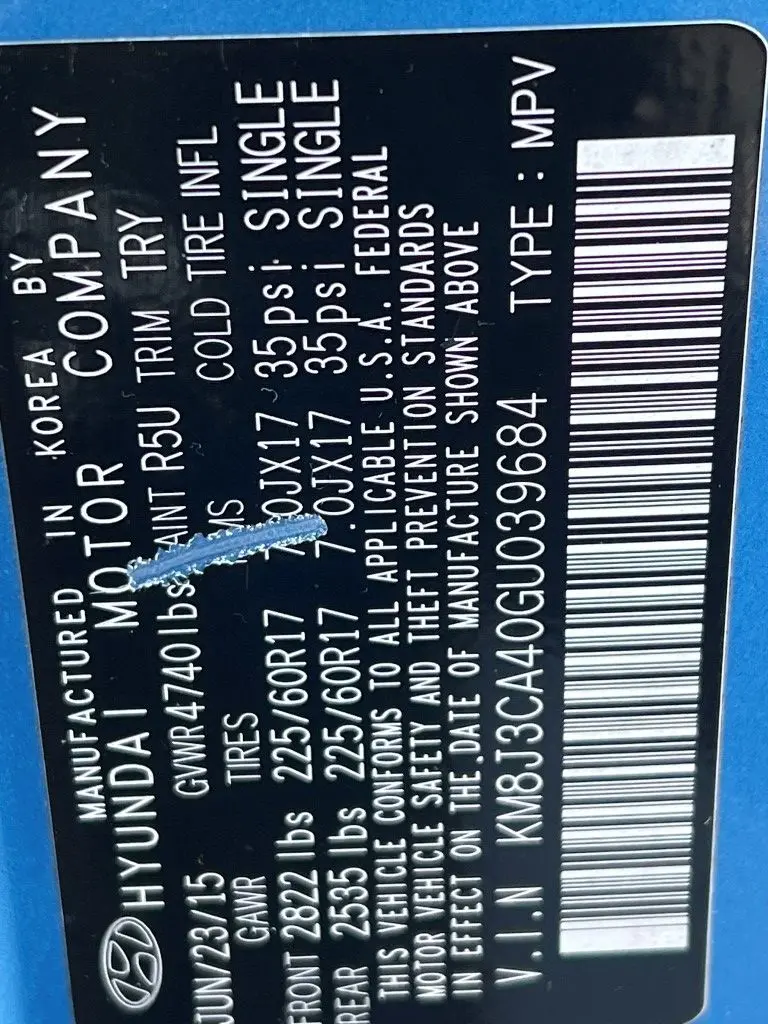 MANUFACTURED IN KOREA BY
HYUNDAI MOTOR COMPANY
JUN/23/15 GVWR4740lbs AINT R5U TRIM TRY
GAWR TIRES MS COLD TIRE INFL
FRONT 2822 lbs 225/60R17 7.0JX17 35psi SINGLE
REAR 2535 lbs 225/60R17 7.0JX17 35psi SINGLE
THIS VEHICLE CONFORMS TO ALL APPLICABLE U.S.A. FEDERAL
MOTOR VEHICLE SAFETY AND THEFT PREVENTION STANDARDS
IN EFFECT ON THE DATE OF MANUFACTURE SHOWN ABOVE
V.I.N KM8J3CA40GU039684 TYPE : MPV